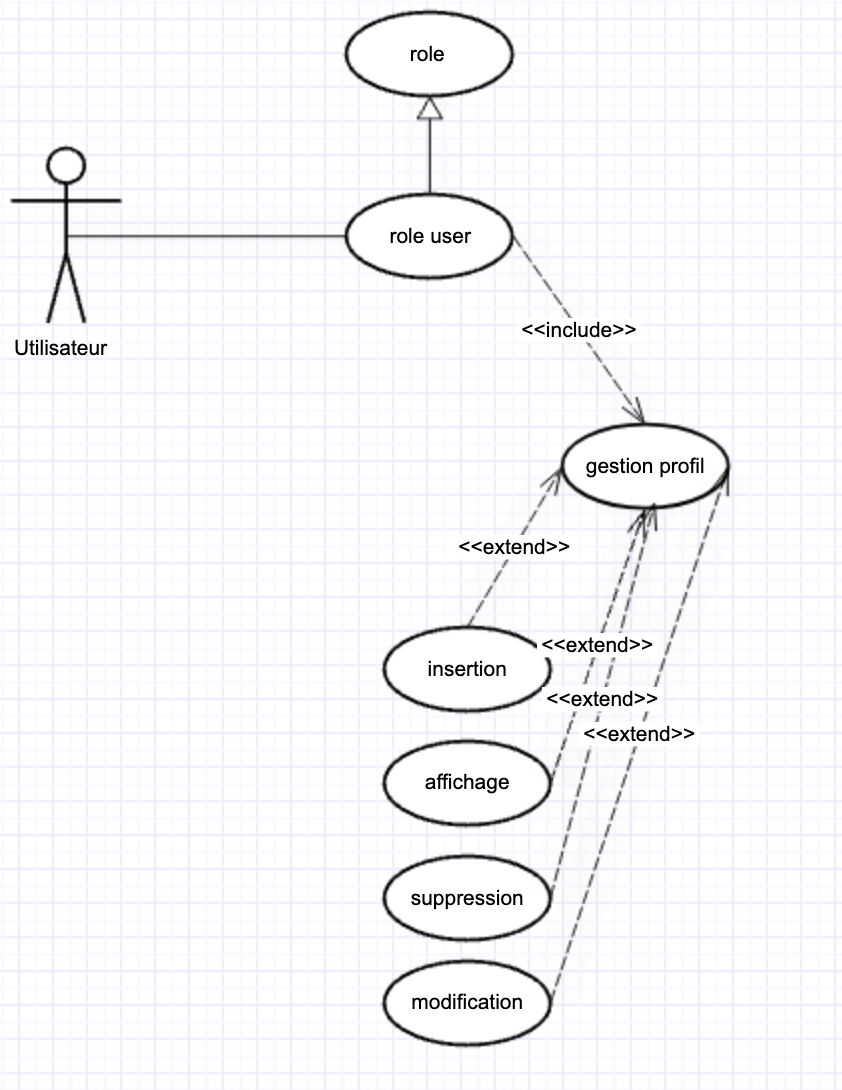 role
role user
<<include>>
Utilisateur
gestion profil
<<extend>>
<<extend>>
insertion
<<extend>>
<<extend>>
affichage
suppression
modification